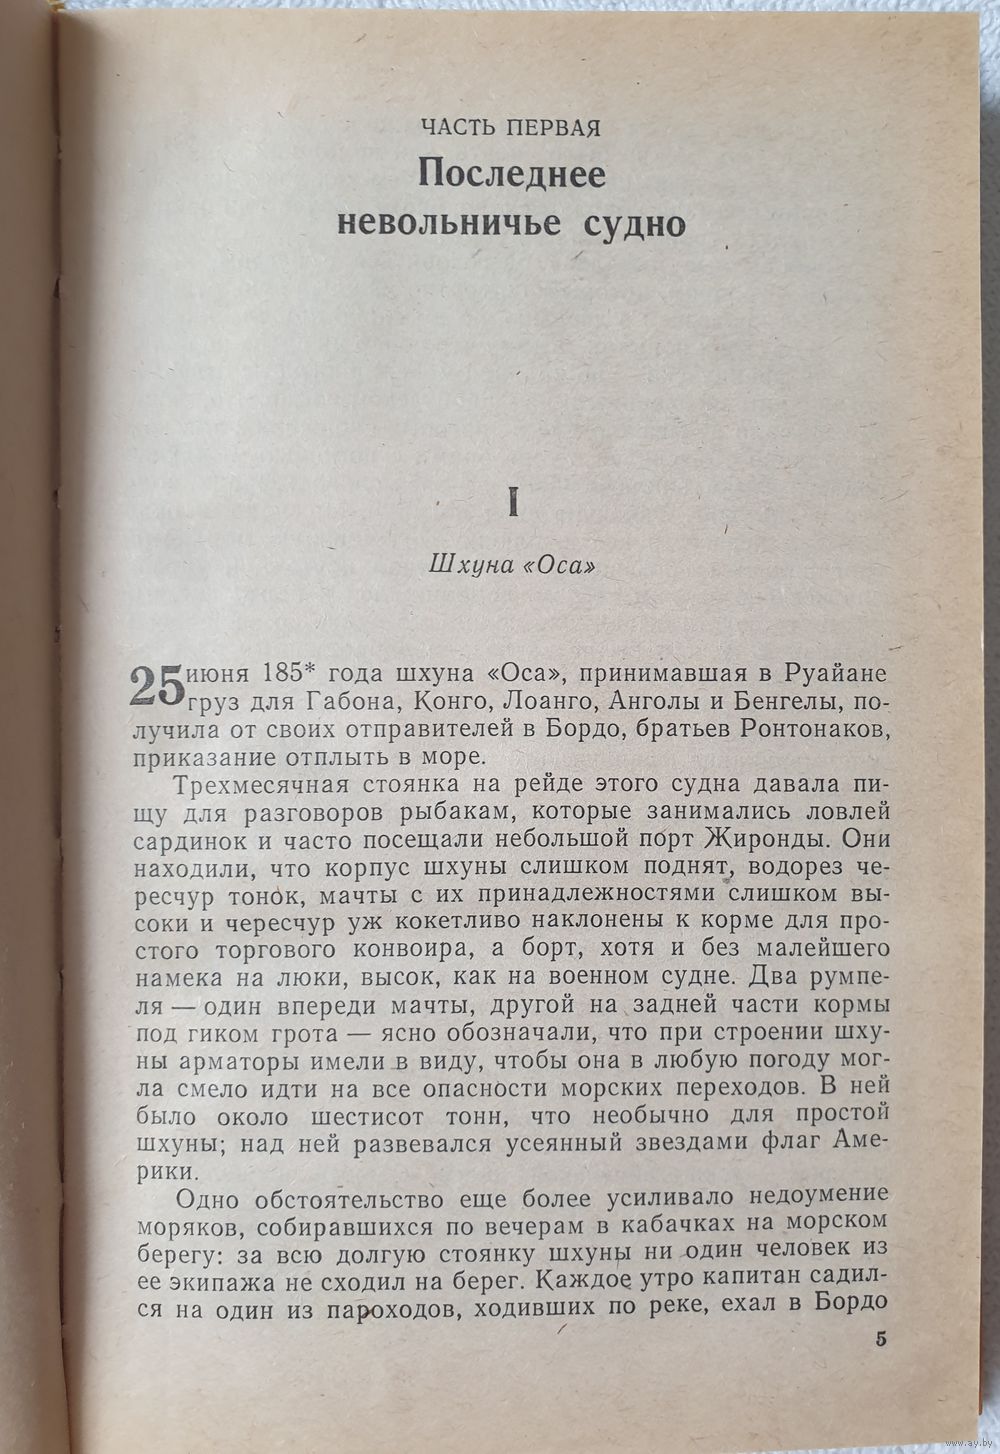 ЧАСТЬ ПЕРВАЯ
Последнее
невольничье судно
I
Шхуна «Оса»
25 июня 185* года шхуна «Оса», принимавшая в Руайане
груз для Габона, Конго, Лоанго, Анголы и Бенгелы, по-
лучила от своих отправителей в Бордо, братьев Ронтонаков,
приказание отплыть в море.
Трехмесячная стоянка на рейде этого судна давала пи-
щу для разговоров рыбакам, которые занимались ловлей
сардинок и часто посещали небольшой порт Жиронды. Они
находили, что корпус шхуны слишком поднят, водорез че-
ресчур тонок, мачты с их принадлежностями слишком вы-
соки и чересчур уж кокетливо наклонены к корме для про-
стого торгового конвоира, а борт, хотя и без малейшего
намека на люки, высок, как на военном судне. Два румпе-
ля — один впереди мачты, другой на задней части кормы
под гиком грота — ясно обозначали, что при строении шху-
ны арматоры имели в виду, чтобы она в любую погоду мог-
ла смело идти на все опасности морских переходов. В ней
было около шестисот тонн, что необычно для простой
шхуны; над ней развевался усеянный звездами флаг Аме-
рики.
Одно обстоятельство еще более усиливало недоумение
моряков, собиравшихся по вечерам в кабачках на морском
берегу: за всю долгую стоянку шхуны ни один человек из
ее экипажа не сходил на берег. Каждое утро капитан садил-
ся на один из пароходов, ходивших по реке, ехал в Бордо
5
www.ay.by